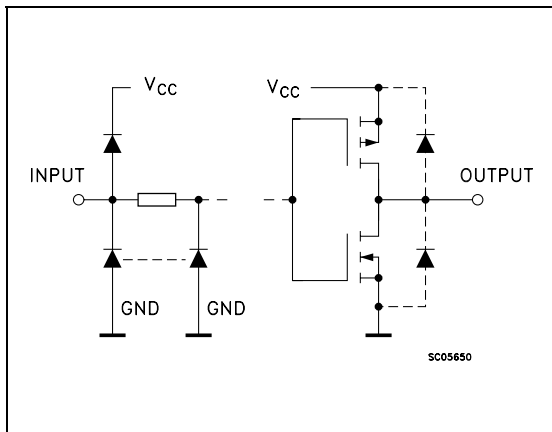 VCC
VCC
INPUT
OUTPUT
GND
GND
SC05650